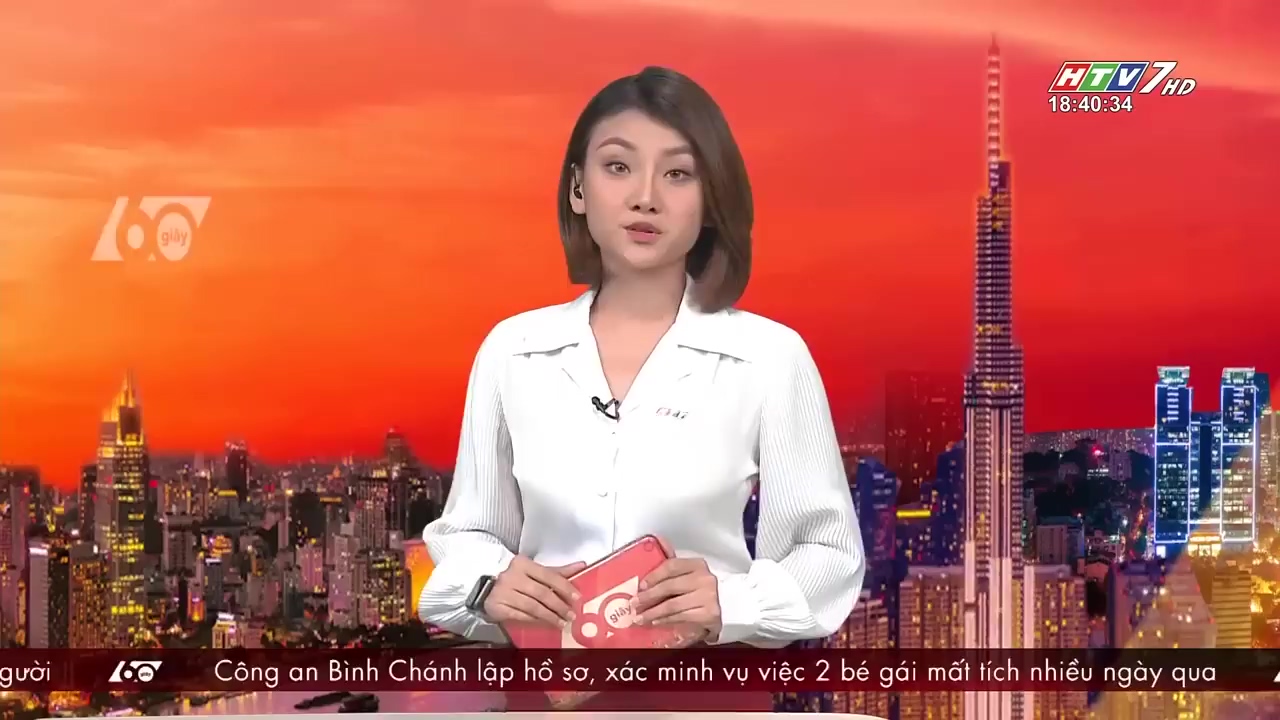 HTV7 HD
18:40:34
60 giây
60 giây
gười 60 giây Công an Bình Chánh lập hồ sơ, xác minh vụ việc 2 bé gái mất tích nhiều ngày qua